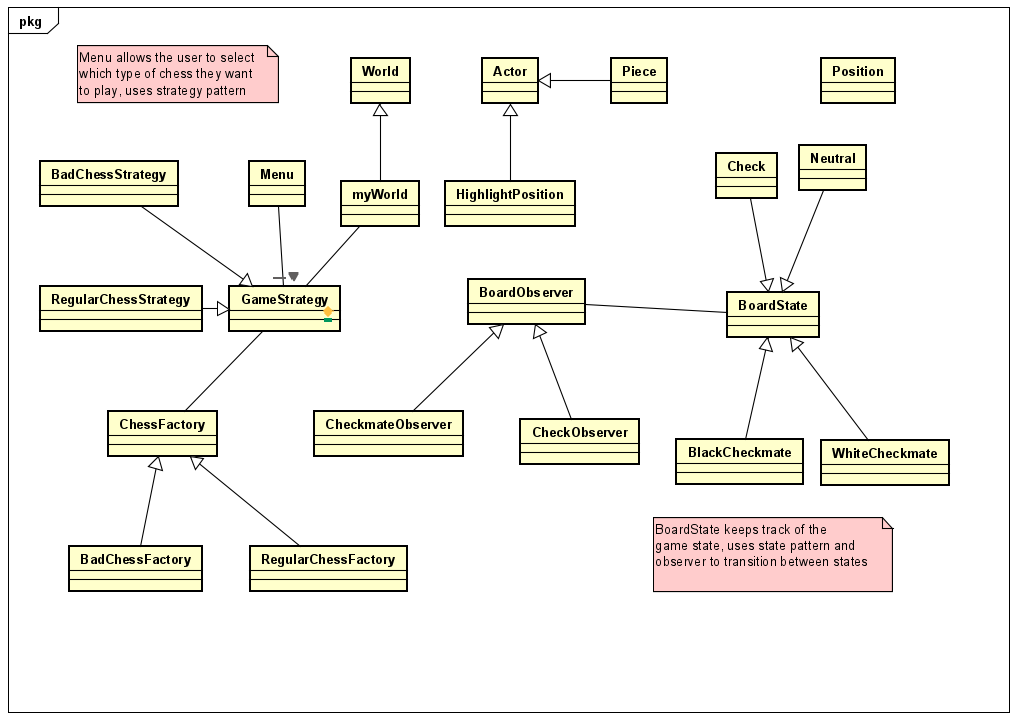 pkg
Menu allows the user to select
which type of chess they want
to play, uses strategy pattern
World
Actor
Piece
Position
BadChessStrategy
Menu
myWorld
HighlightPosition
Check
Neutral
RegularChessStrategy
GameStrategy
BoardObserver
BoardState
ChessFactory
CheckmateObserver
CheckObserver
BlackCheckmate
WhiteCheckmate
BadChessFactory
RegularChessFactory
BoardState keeps track of the
game state, uses state pattern and
observer to transition between states